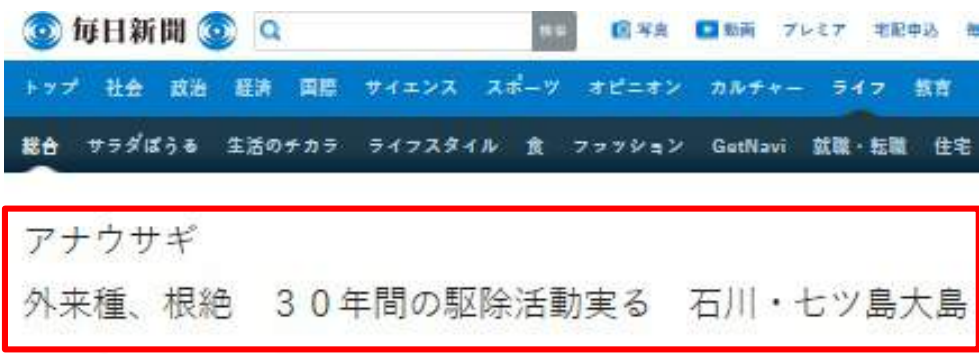 毎日新聞
検索 写真 動画 プレミア 宅配申込
トップ 社会 政治 経済 国際 サイエンス スポーツ オピニオン カルチャー ライフ 教育
総合 サラダぼうる 生活のチカラ ライフスタイル 食 ファッション GetNavi 就職・転職 住宅
アナウサギ
外来種、根絶　３０年間の駆除活動実る　石川・七ツ島大島